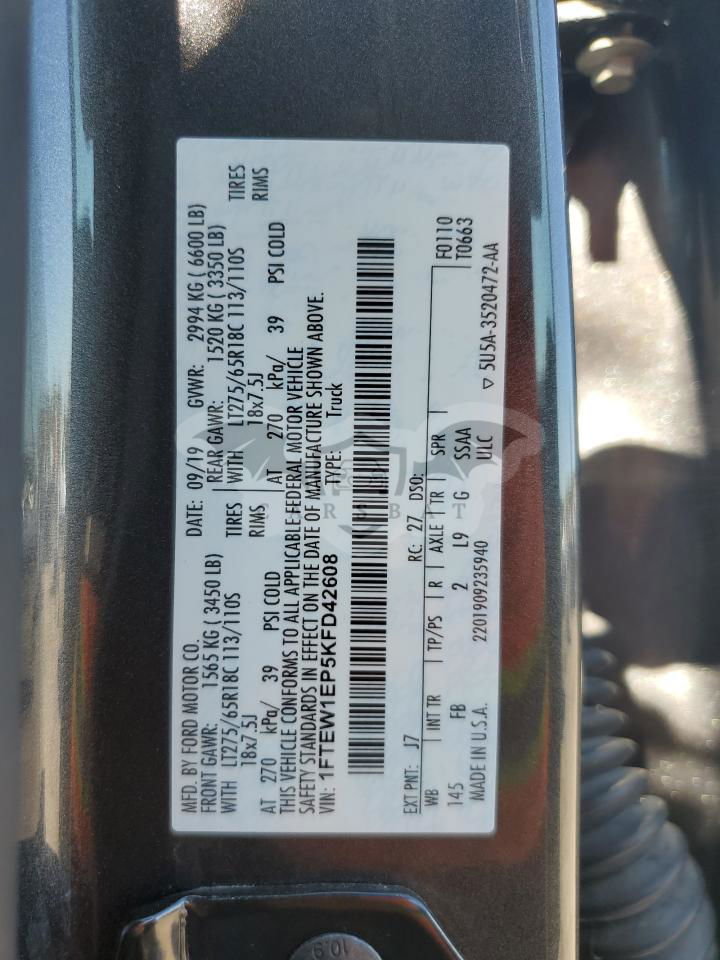 MFD. BY FORD MOTOR CO. DATE: 09/19 GVWR: 2994 KG ( 6600 LB)
FRONT GAWR: 1565 KG ( 3450 LB) REAR GAWR: 1520 KG ( 3350 LB)
WITH LT275/65R18C 113/110S TIRES WITH LT275/65R18C 113/110S TIRES
18x7.5J RIMS 18x7.5J RIMS
AT 270 kPa/ 39 PSI COLD AT 270 kPa/ 39 PSI COLD
THIS VEHICLE CONFORMS TO ALL APPLICABLE FEDERAL MOTOR VEHICLE
SAFETY STANDARDS IN EFFECT ON THE DATE OF MANUFACTURE SHOWN ABOVE.
VIN: 1FTEW1EP5KFD42608 TYPE: Truck
EXT PNT: J7 RC: 27 DSO: F0110
WB INT TR TP/PS R AXLE TR SPR T0663
145 FB 2 L9 G SSAA
MADE IN U.S.A. 2201909235940 ULC ▽ 5U5A-3520472-AA
CARSBAT
10.9